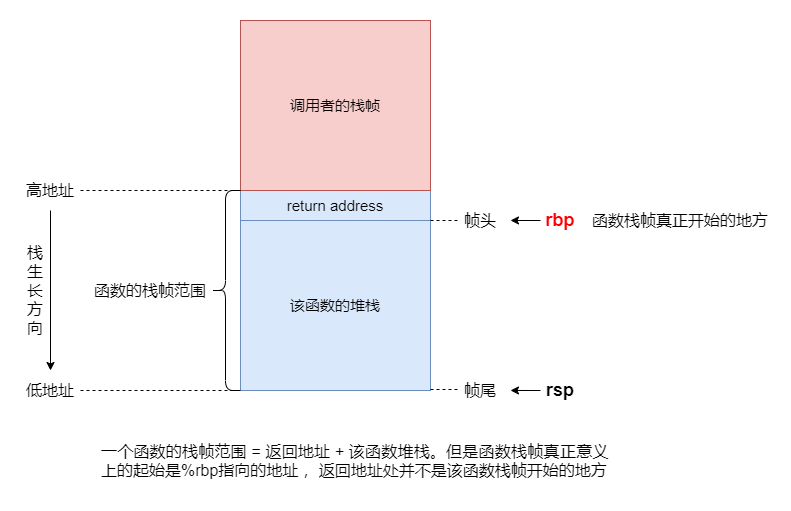 调用者的栈帧
高地址
return address
帧头
rbp
函数栈帧真正开始的地方
栈生长方向
函数的栈帧范围
该函数的堆栈
低地址
帧尾
rsp
一个函数的栈帧范围 = 返回地址 + 该函数堆栈。但是函数栈帧真正意义
上的起始是%rbp指向的地址 ，返回地址处并不是该函数栈帧开始的地方